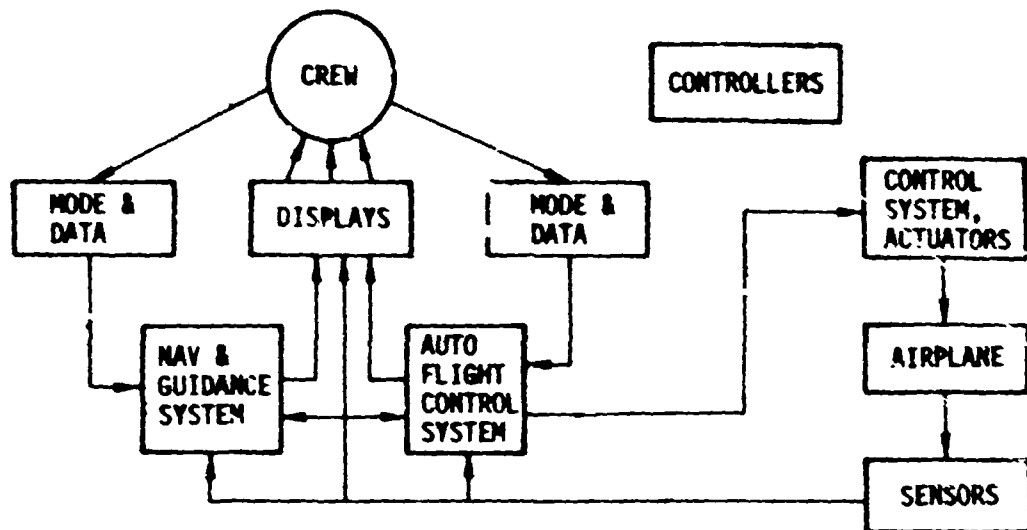 CREW
CONTROLLERS
MODE &
DATA
DISPLAYS
MODE &
DATA
CONTROL
SYSTEM,
ACTUATORS
NAV &
GUIDANCE
SYSTEM
AUTO
FLIGHT
CONTROL
SYSTEM
AIRPLANE
SENSORS